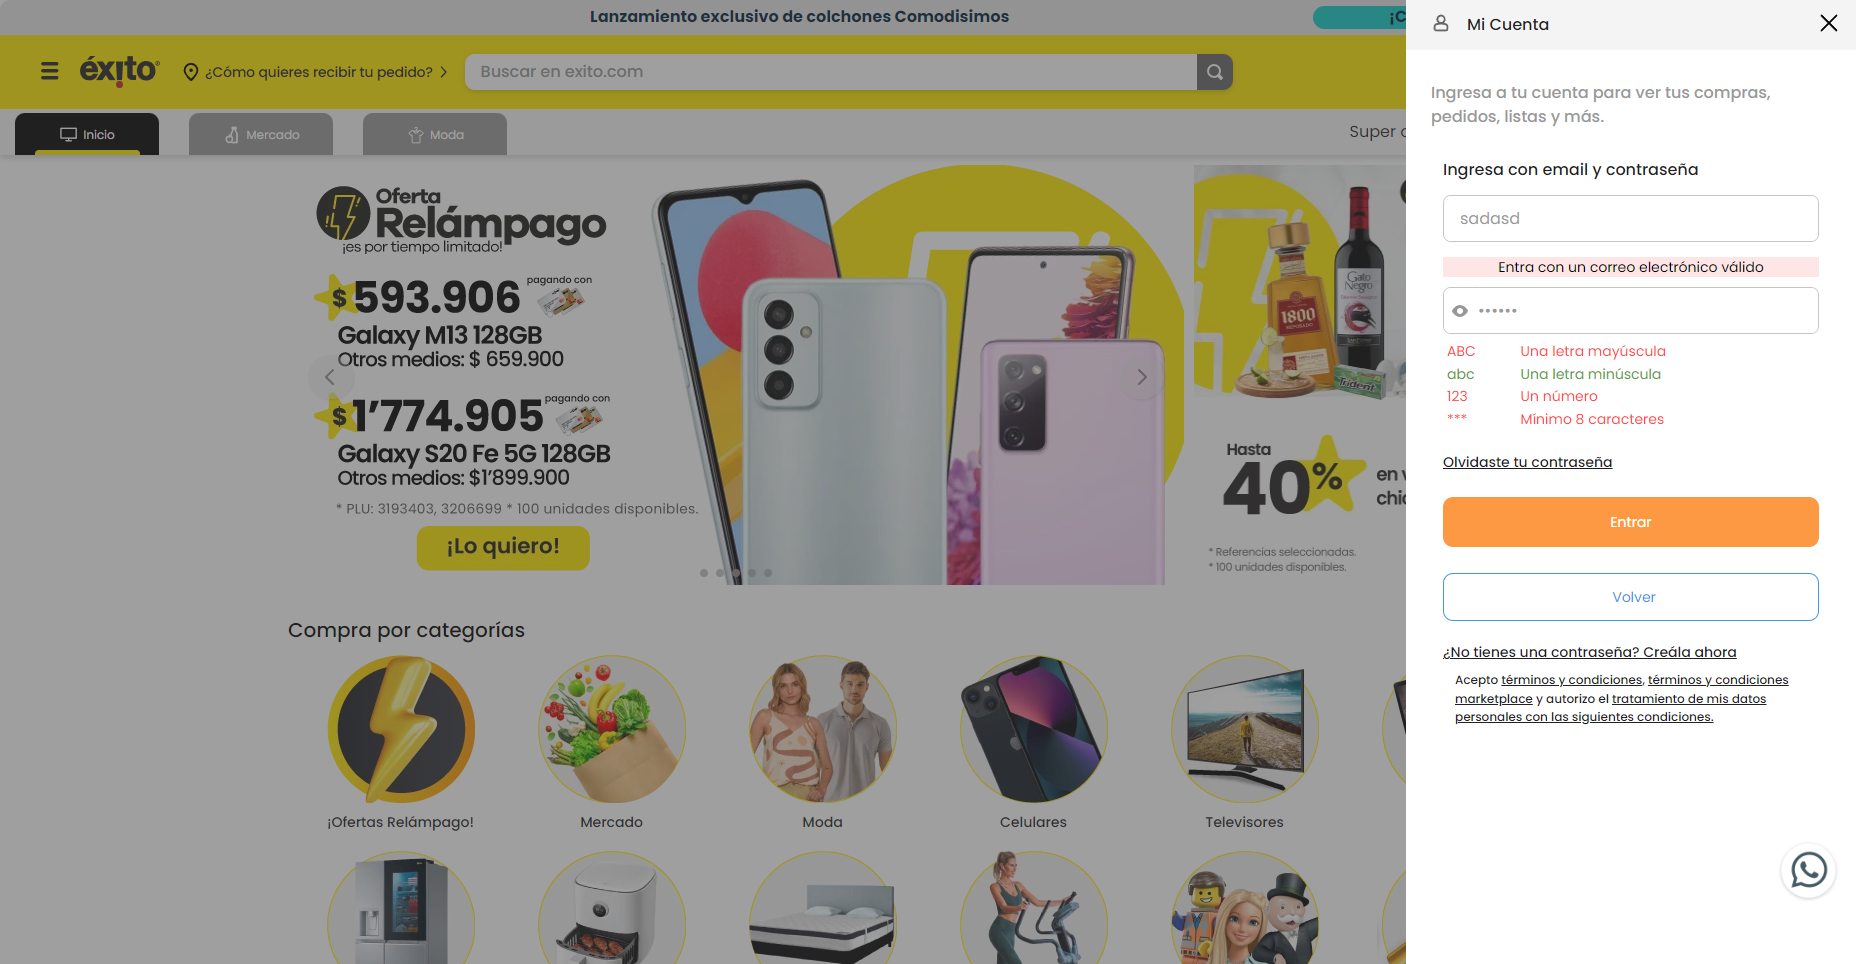 Lanzamiento exclusivo de colchones Comodisimos
¡C
éxito
¿Cómo quieres recibir tu pedido?
Buscar en exito.com
Inicio
Mercado
Moda
Super
Oferta
Relámpago
¡es por tiempo limitado!
$593.906
pagando con
Galaxy M13 128GB
Otros medios: $ 659.900
$1'774.905
pagando con
Galaxy S20 Fe 5G 128GB
Otros medios: $1'899.900
* PLU: 3193403, 3206699 * 100 unidades disponibles.
¡Lo quiero!
1800
Gato
Negro
Trident
Hasta
40%
en v
chic
* Referencias seleccionadas.
* 100 unidades disponibles.
Compra por categorías
¡Ofertas Relámpago!
Mercado
Moda
Celulares
Televisores
Mi Cuenta
Ingresa a tu cuenta para ver tus compras,
pedidos, listas y más.
Ingresa con email y contraseña
sadasd
Entra con un correo electrónico válido
••••••
ABC Una letra mayúscula
abc Una letra minúscula
123 Un número
*** Mínimo 8 caracteres
Olvidaste tu contraseña
Entrar
Volver
¿No tienes una contraseña? Creála ahora
Acepto términos y condiciones, términos y condiciones
marketplace y autorizo el tratamiento de mis datos
personales con las siguientes condiciones.